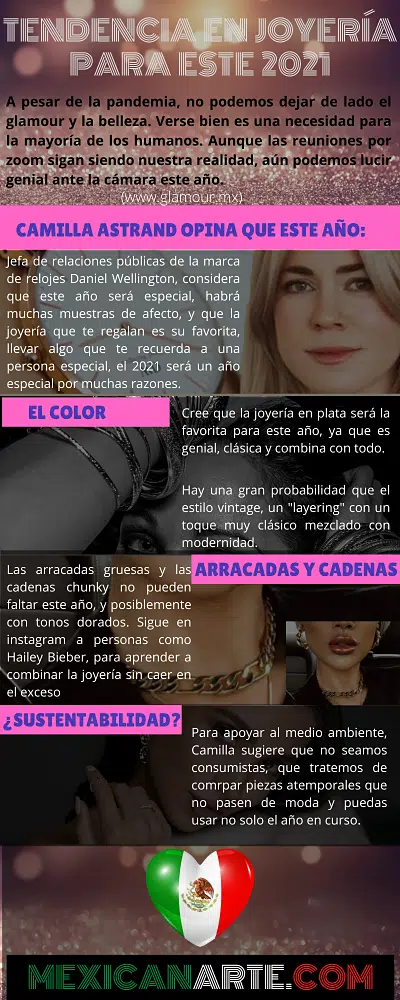 TENDENCIA EN JOYERÍA
PARA ESTE 2021
A pesar de la pandemia, no podemos dejar de lado el
glamour y la belleza. Verse bien es una necesidad para
la mayoría de los humanos. Aunque las reuniones por
zoom sigan siendo nuestra realidad, aún podemos lucir
genial ante la cámara este año.
(www.glamour.mx)
CAMILLA ASTRAND OPINA QUE ESTE AÑO:
Jefa de relaciones públicas de la marca
de relojes Daniel Wellington, considera
que este año será especial, habrá
muchas muestras de afecto, y que la
joyería que te regalan es su favorita,
llevar algo que te recuerda a una
persona especial, el 2021 será un año
especial por muchas razones.
EL COLOR
Cree que la joyería en plata será la
favorita para este año, ya que es
genial, clásica y combina con todo.
Hay una gran probabilidad que el
estilo vintage, un "layering" con un
toque muy clásico mezclado con
modernidad.
ARRACADAS Y CADENAS
Las arracadas gruesas y las
cadenas chunky no pueden
faltar este año, y posiblemente
con tonos dorados. Sigue en
instagram a personas como
Hailey Bieber, para aprender a
combinar la joyería sin caer en
el exceso
¿SUSTENTABILIDAD?
Para apoyar al medio ambiente,
Camilla sugiere que no seamos
consumistas, que tratemos de
comrpar piezas atemporales que
no pasen de moda y puedas
usar no solo el año en curso.
MEXICANARTE.COM